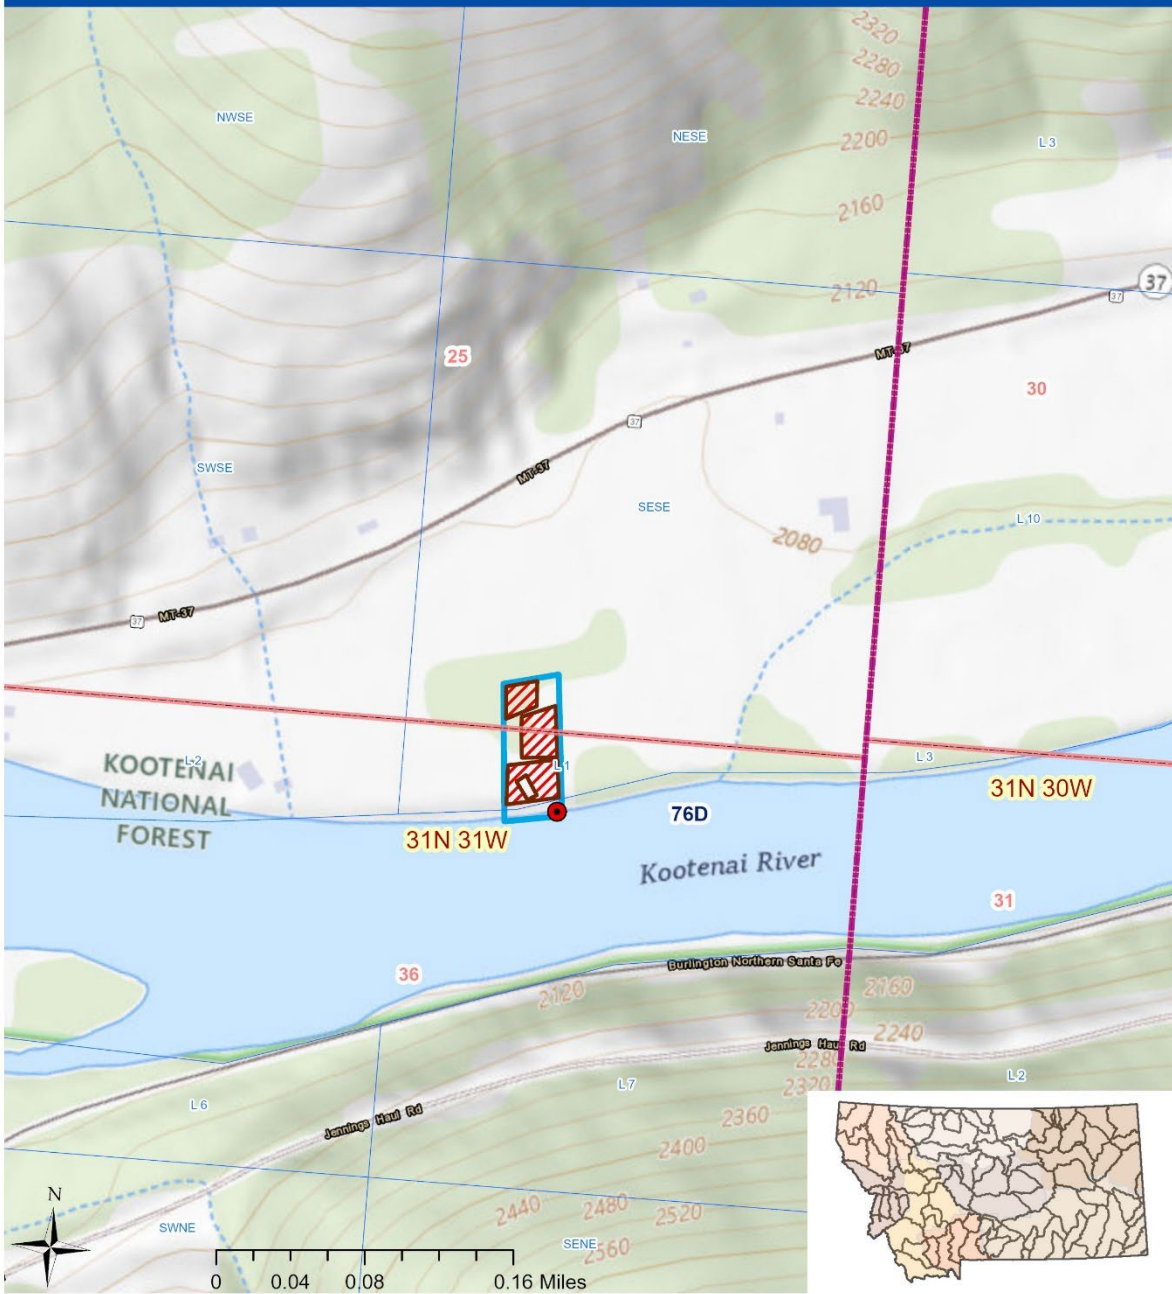 2320
2280
2240
2200
2160
2120
NWSE
NESE
L 3
37
37
MT-37
25
30
37
MT-37
SWSE
SESE
L 10
2080
37
MT-37
L 2
L 1
L 3
KOOTENAI
NATIONAL
FOREST
31N 30W
31N 31W
76D
Kootenai River
31
36
Burlington Northern Santa Fe
2120
2160
2200
2240
Jennings Haul Rd
2280
2320
L 2
L 7
L 6
Jennings Haul Rd
2360
2400
2440
2480
2520
2560
SWNE
SENE
N
0 0.04 0.08 0.16 Miles